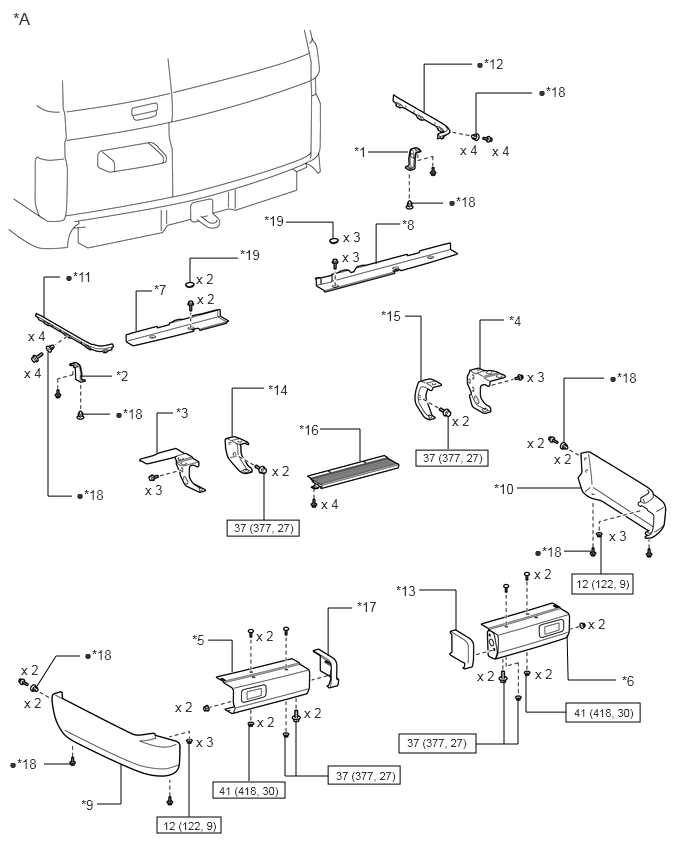 *A
●*12
●*18
x 4
x 4
*1
●*18
*19
x 3
*8
x 3
*19
●*11
x 2
*7
x 2
x 4
x 4
*2
●*18
*15
*4
x 3
x 2
●*18
37 (377, 27)
*14
*3
*16
x 2
x 2
x 2
x 3
x 4
*10
●*18
37 (377, 27)
x 3
●*18
12 (122, 9)
x 2
*13
*17
*5
x 2
x 2
●*18
x 2
x 2
*6
x 2
x 2
x 2
x 2
41 (418, 30)
x 3
37 (377, 27)
●*18
37 (377, 27)
41 (418, 30)
*9
12 (122, 9)